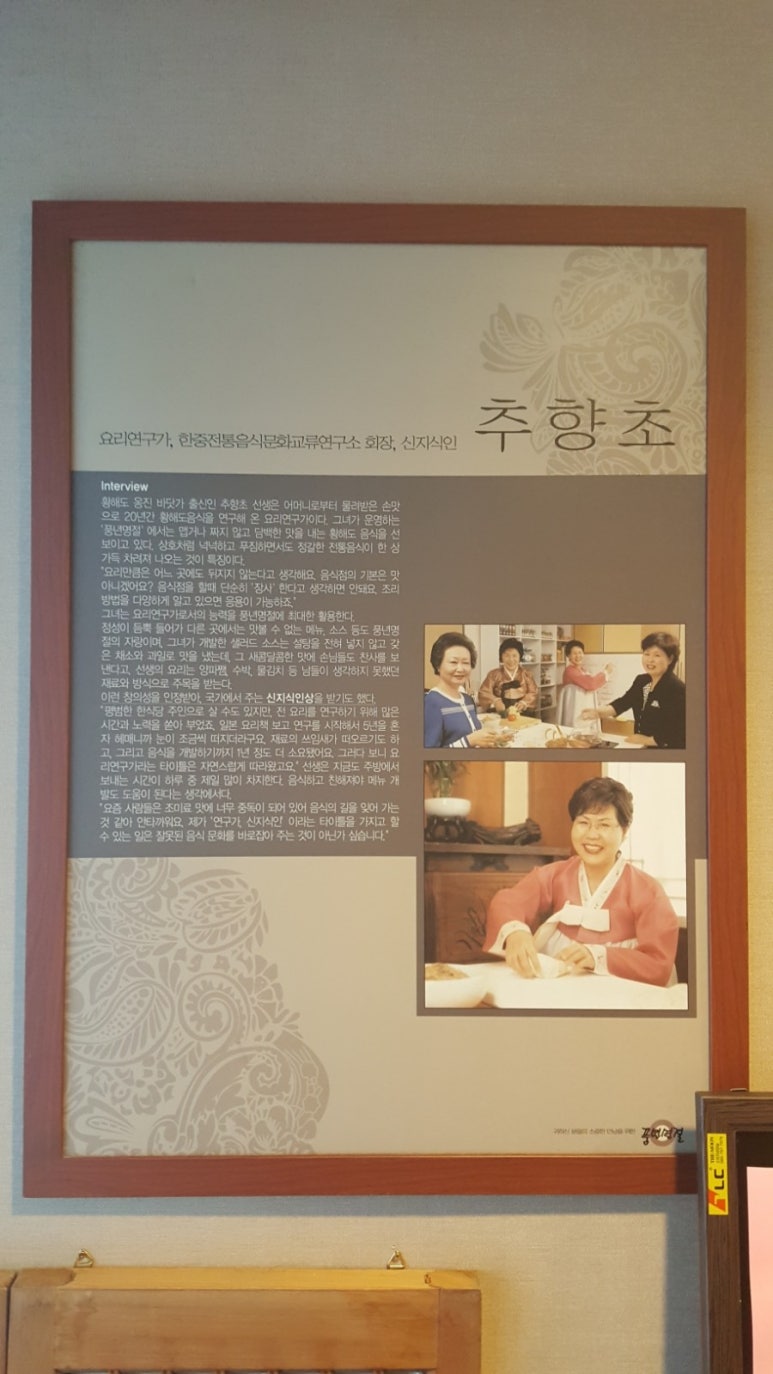 요리연구가, 한중전통음식문화교류연구소 회장, 신지식인 추향초
Interview
황해도 옹진 바닷가 출신인 추향초 선생은 어머니로부터 물려받은 손맛
으로 20년간 황해도음식을 연구해 온 요리연구가이다. 그녀가 운영하는
'풍년명절' 에서는 맵거나 짜지 않고 담백한 맛을 내는 황해도 음식을 선
보이고 있다. 상호처럼 넉넉하고 푸짐하면서도 정갈한 전통음식이 한 상
가득 차려져 나오는 것이 특징이다.
"요리만큼은 어느 곳에도 뒤지지 않는다고 생각해요. 음식점의 기본은 맛
아니겠어요? 음식점을 할때 단순히 '장사' 한다고 생각하면 안돼요. 조리
방법을 다양하게 알고 있으면 응용이 가능하죠."
그녀는 요리연구가로서의 능력을 풍년명절에 최대한 활용한다.
정성이 듬뿍 들어가 다른 곳에서는 맛볼 수 없는 메뉴, 소스 등도 풍년명
절의 자랑이며, 그녀가 개발한 샐러드 소스는 설탕을 전혀 넣지 않고 갖
은 채소와 과일로 맛을 냈는데, 그 새콤달콤한 맛에 손님들도 찬사를 보
낸다고. 선생의 요리는 양파쨈, 수박, 물김치 등 남들이 생각하지 못했던
재료와 방식으로 주목을 받는다.
이런 창의성을 인정받아, 국가에서 주는 신지식인상을 받기도 했다.
"평범한 한식당 주인으로 살 수도 있지만, 전 요리를 연구하기 위해 많은
시간과 노력을 쏟아 부었죠. 일본 요리책 보고 연구를 시작해서 5년을 혼
자 헤매니까 눈이 조금씩 떠지더라구요. 재료의 쓰임새가 떠오르기도 하
고, 그리고 음식을 개발하기까지 1년 정도 더 소요됐어요. 그러다 보니 요
리연구가라는 타이틀은 자연스럽게 따라왔고요." 선생은 지금도 주방에서
보내는 시간이 하루 중 제일 많이 차지한다. 음식하고 친해져야 메뉴 개
발도 도움이 된다는 생각에서다.
"요즘 사람들은 조미료 맛에 너무 중독이 되어 있어 음식의 길을 잊어 가는
것 같아 안타까워요. 제가 '연구가, 신지식인' 이라는 타이틀을 가지고 할
수 있는 일은 잘못된 음식 문화를 바로잡아 주는 것이 아닌가 싶습니다."
풍년명절